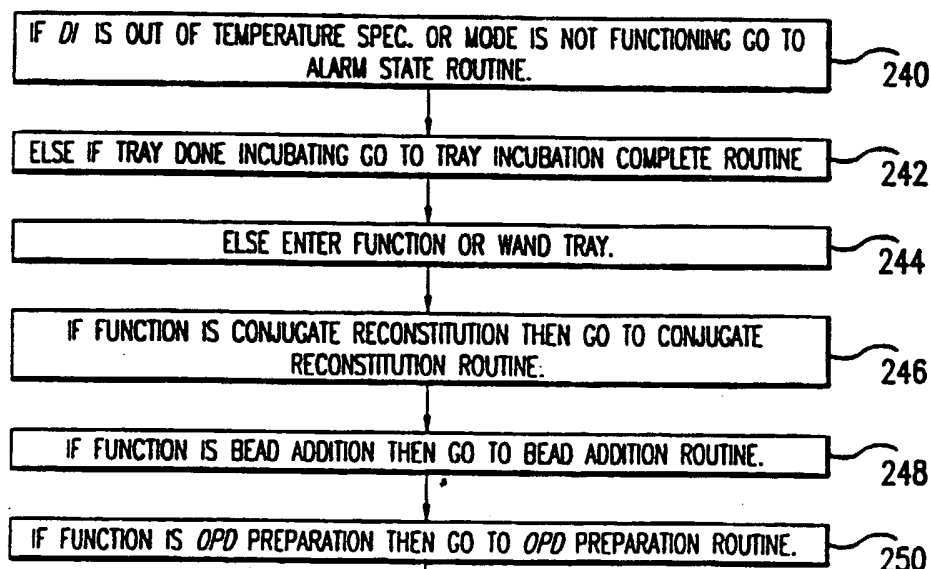 IF DI IS OUT OF TEMPERATURE SPEC. OR MODE IS NOT FUNCTIONING GO TO
ALARM STATE ROUTINE.
240
ELSE IF TRAY DONE INCUBATING GO TO TRAY INCUBATION COMPLETE ROUTINE
242
ELSE ENTER FUNCTION OR WAND TRAY.
244
IF FUNCTION IS CONJUGATE RECONSTITUTION THEN GO TO CONJUGATE
RECONSTITUTION ROUTINE.
246
IF FUNCTION IS BEAD ADDITION THEN GO TO BEAD ADDITION ROUTINE.
248
IF FUNCTION IS OPD PREPARATION THEN GO TO OPD PREPARATION ROUTINE.
250